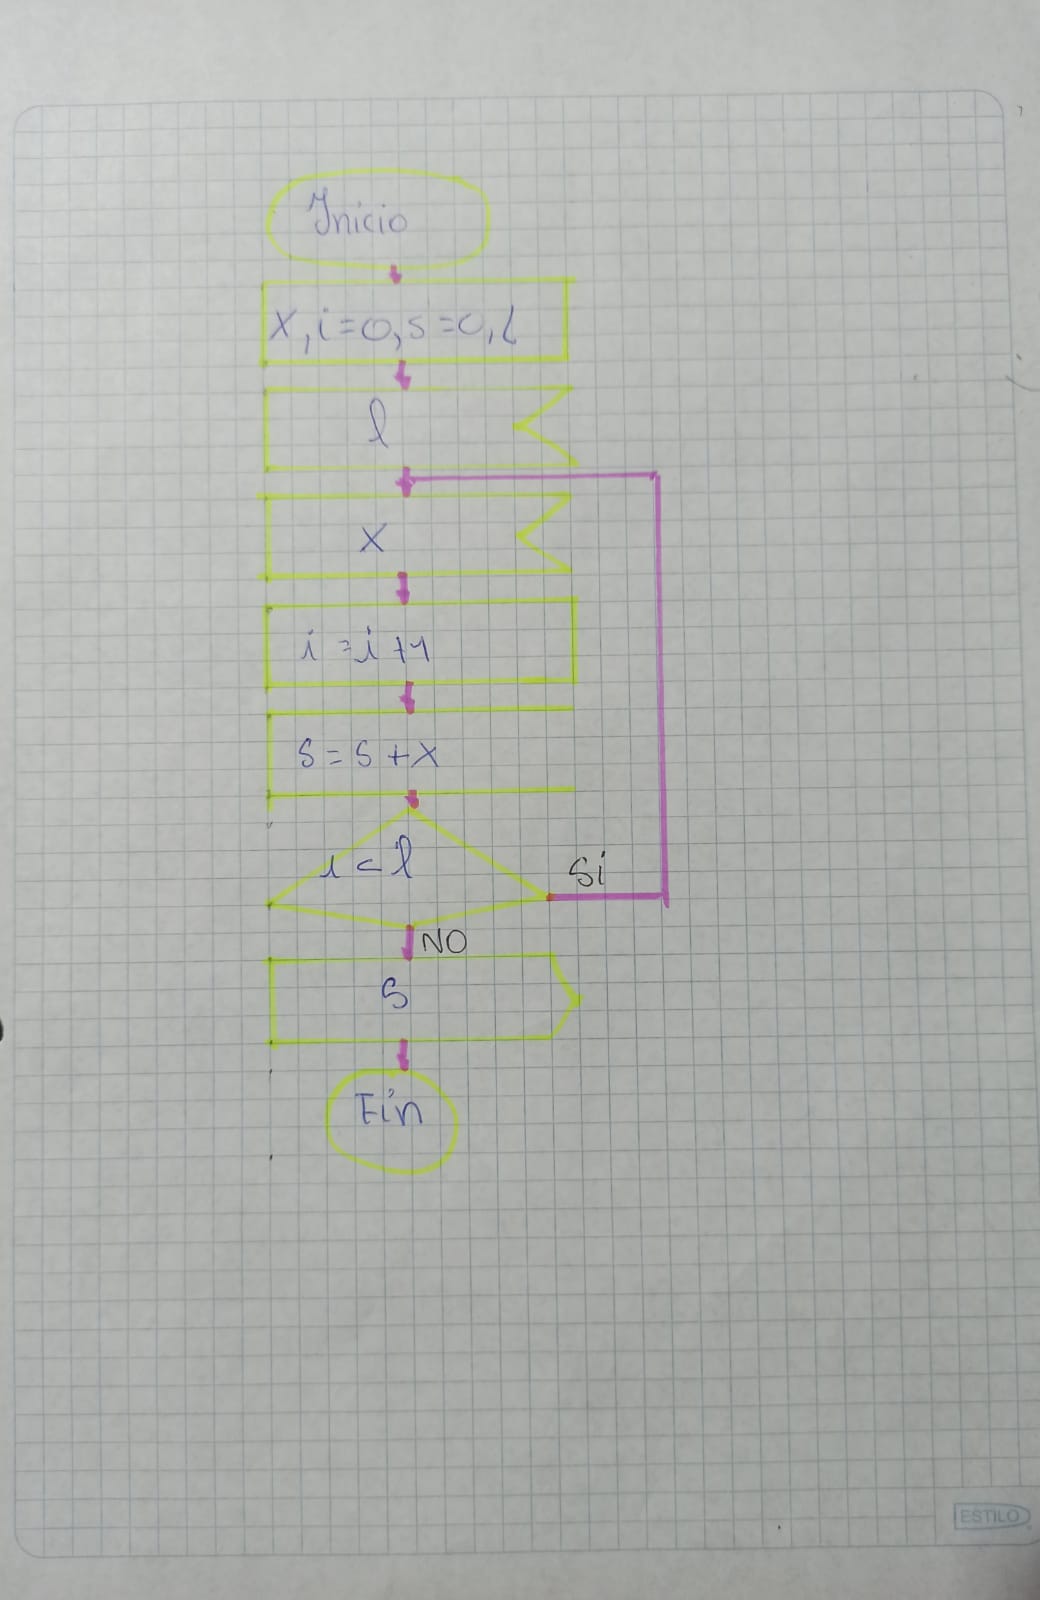 Inicio
X, i=0, s=0, l
l
X
i = i + 1
S = S + X
i < l
Si
NO
S
Fin
ESTILO